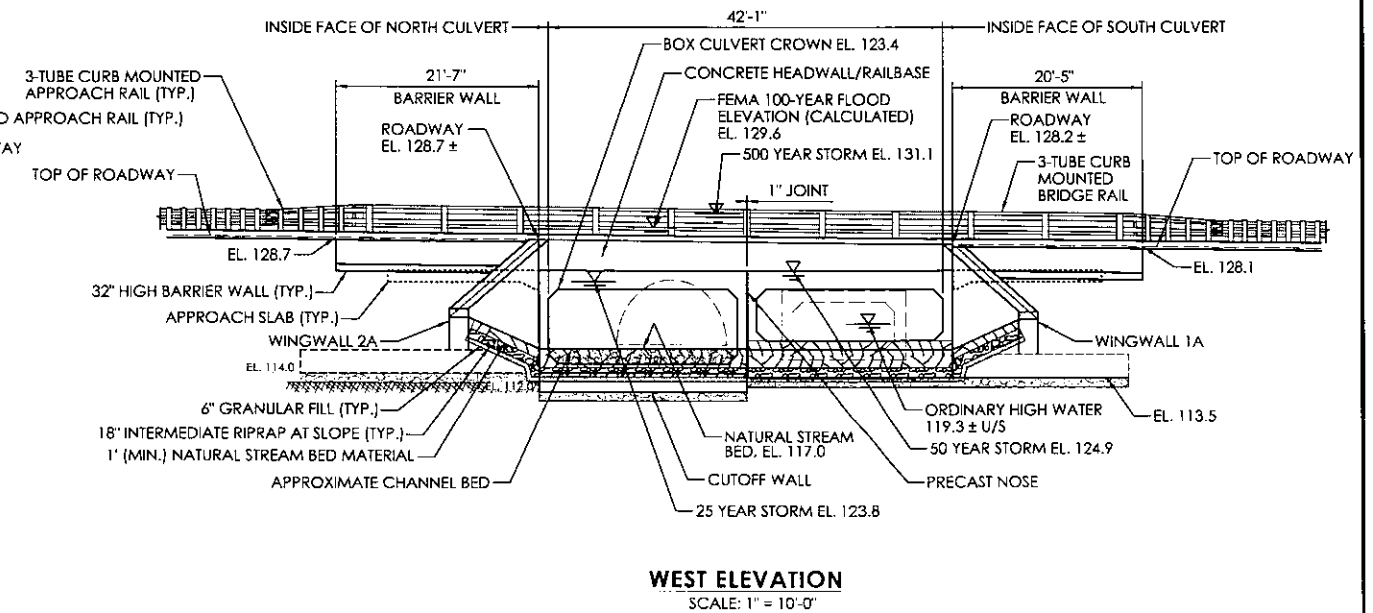 42'-1"
INSIDE FACE OF NORTH CULVERT
INSIDE FACE OF SOUTH CULVERT
BOX CULVERT CROWN EL. 123.4
3-TUBE CURB MOUNTED
APPROACH RAIL (TYP.)
21'-7"
BARRIER WALL
CONCRETE HEADWALL/RAILBASE
20'-5"
BARRIER WALL
APPROACH RAIL (TYP.)
FEMA 100-YEAR FLOOD
ELEVATION (CALCULATED)
EL. 129.6
ROADWAY
EL. 128.7 ±
ROADWAY
EL. 128.2 ±
500 YEAR STORM EL. 131.1
TOP OF ROADWAY
3-TUBE CURB
MOUNTED
BRIDGE RAIL
TOP OF ROADWAY
1" JOINT
EL. 128.7
EL. 128.1
32" HIGH BARRIER WALL (TYP.)
APPROACH SLAB (TYP.)
WINGWALL 2A
WINGWALL 1A
EL. 114.0
EL. 112.0
6" GRANULAR FILL (TYP.)
18" INTERMEDIATE RIPRAP AT SLOPE (TYP.)
1' (MIN.) NATURAL STREAM BED MATERIAL
APPROXIMATE CHANNEL BED
NATURAL STREAM
BED, EL. 117.0
CUTOFF WALL
25 YEAR STORM EL. 123.8
ORDINARY HIGH WATER
119.3 ± U/S
EL. 113.5
50 YEAR STORM EL. 124.9
PRECAST NOSE
WEST ELEVATION
SCALE: 1" = 10'-0"